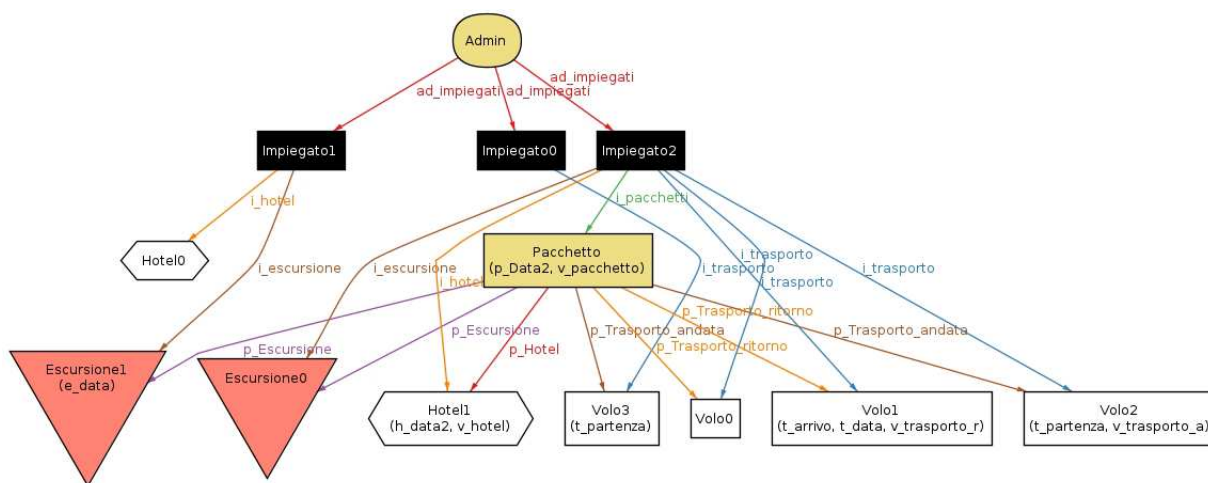 Admin
ad_impiegati
ad_impiegati ad_impiegati
Impiegato1
Impiegato0
Impiegato2
i_hotel
i_pacchetti
Hotel0
Pacchetto
(p_Data2, v_pacchetto)
i_escursione
i_escursione
i_hotel
i_trasporto
i_trasporto
i_trasporto
i_trasporto
p_Escursione
p_Escursione
p_Hotel
p_Trasporto_andata
p_Trasporto_ritorno
p_Trasporto_ritorno
p_Trasporto_andata
Escursione1
(e_data)
Escursione0
Hotel1
(h_data2, v_hotel)
Volo3
(t_partenza)
Volo0
Volo1
(t_arrivo, t_data, v_trasporto_r)
Volo2
(t_partenza, v_trasporto_a)